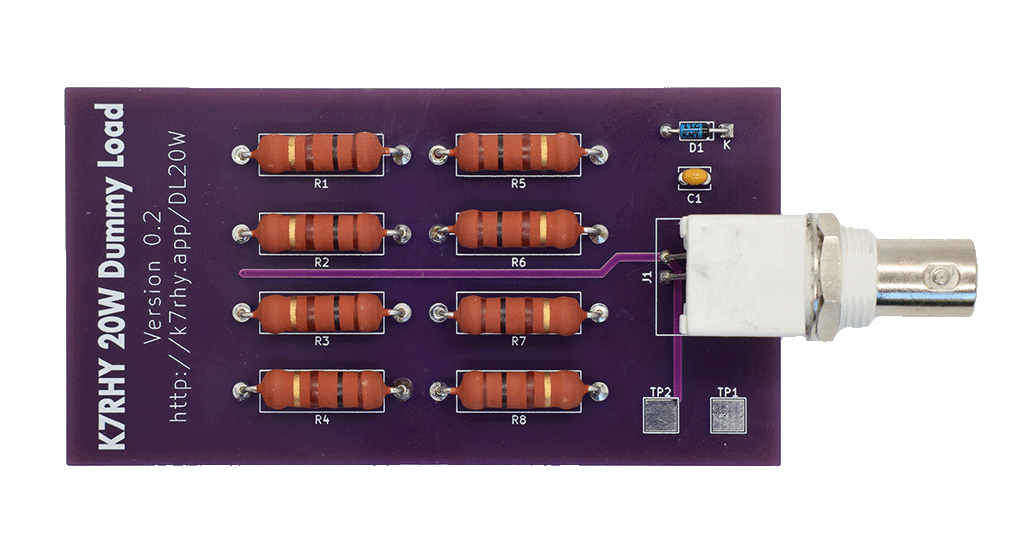 K7RHY 20W Dummy Load
Version 0.2
http://k7rhy.app/DL20W
R1
R5
R2
R6
R3
R7
R4
R8
D1
K
C1
J1
TP2
TP1